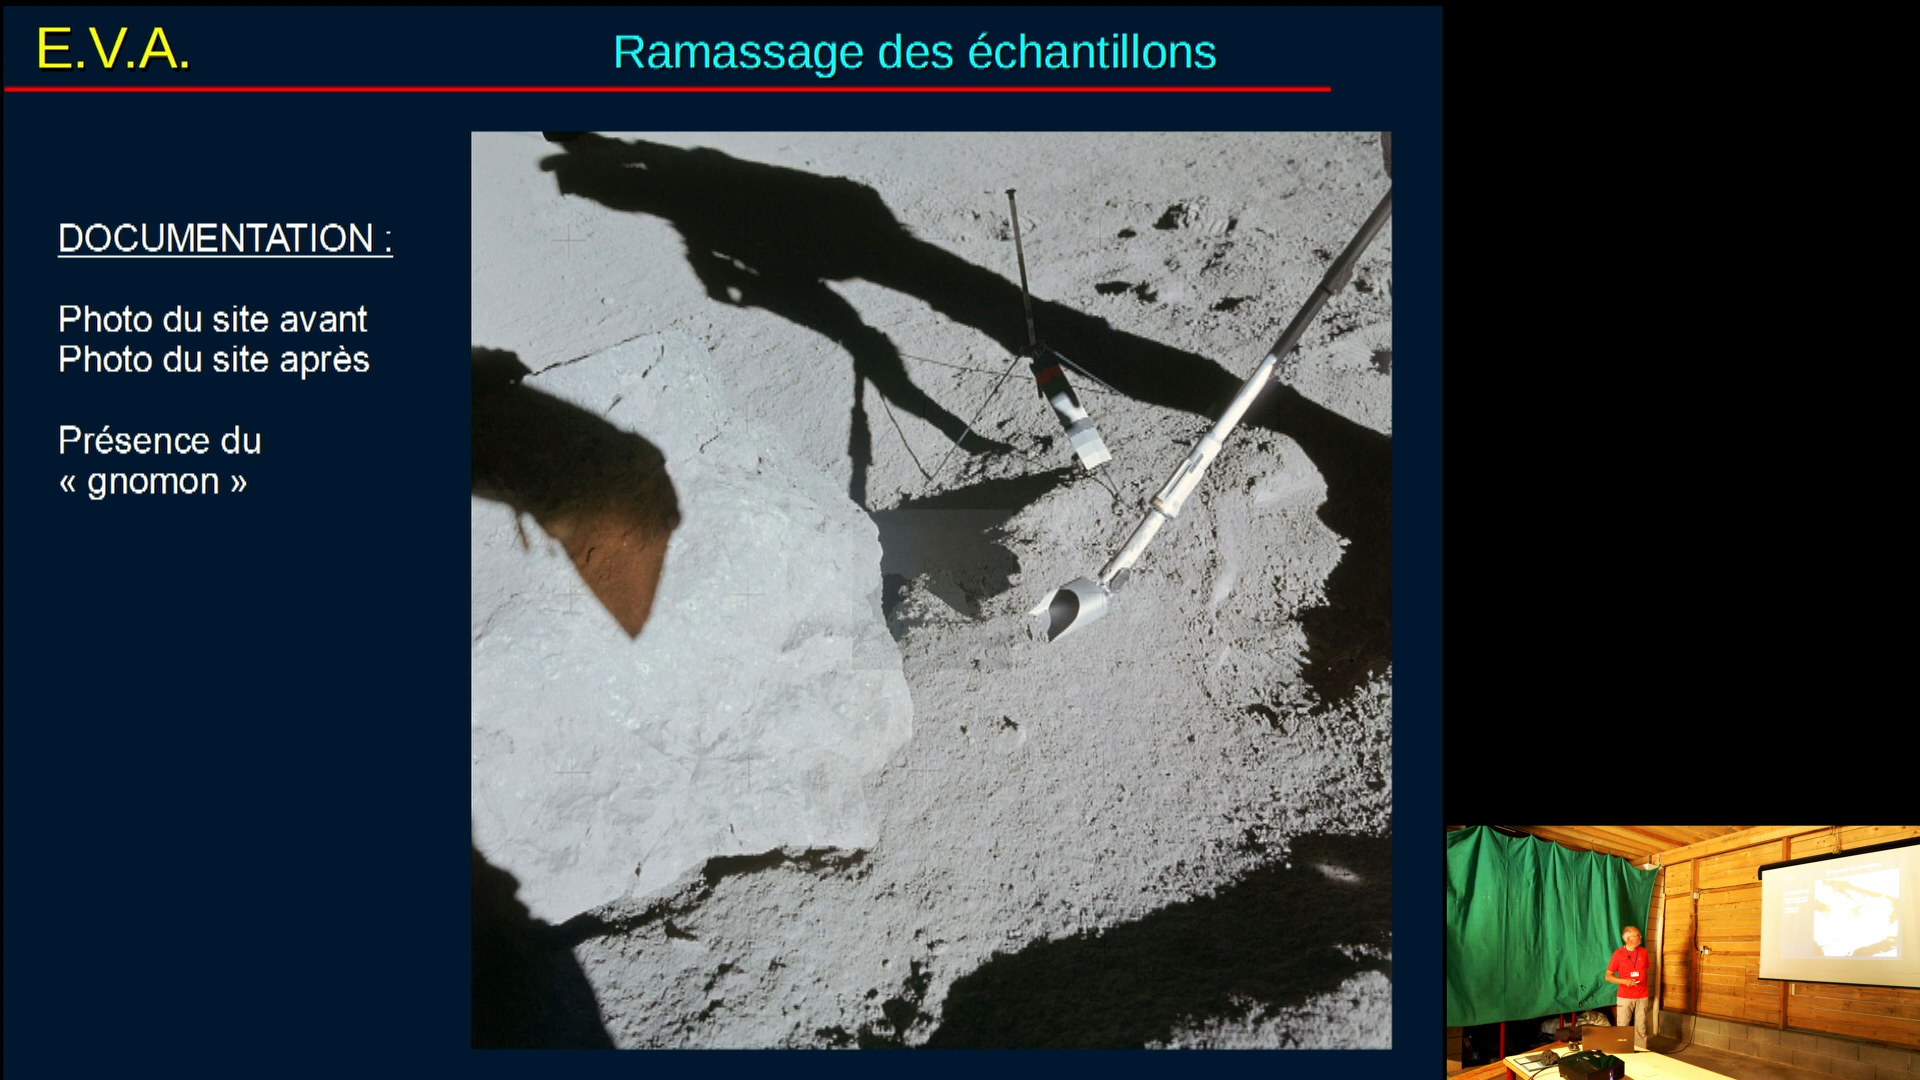 E.V.A.
Ramassage des échantillons
DOCUMENTATION :
Photo du site avant
Photo du site après
Présence du
« gnomon »